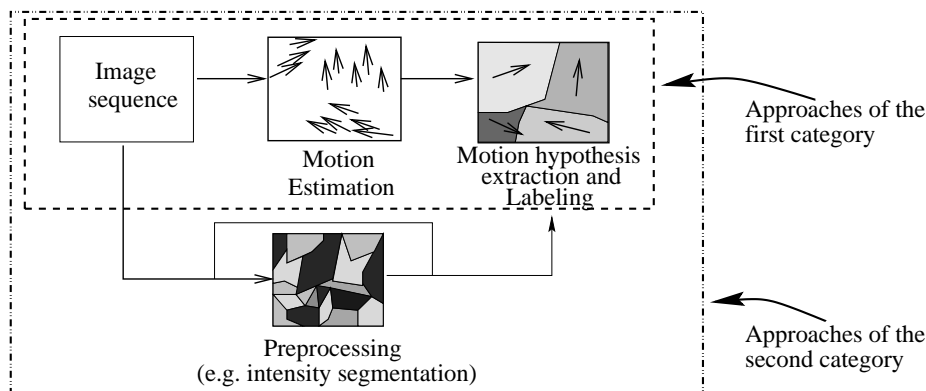 Image
sequence
Motion
Estimation
Motion hypothesis
extraction and
Labeling
Approaches of the
first category
Preprocessing
(e.g. intensity segmentation)
Approaches of the
second category